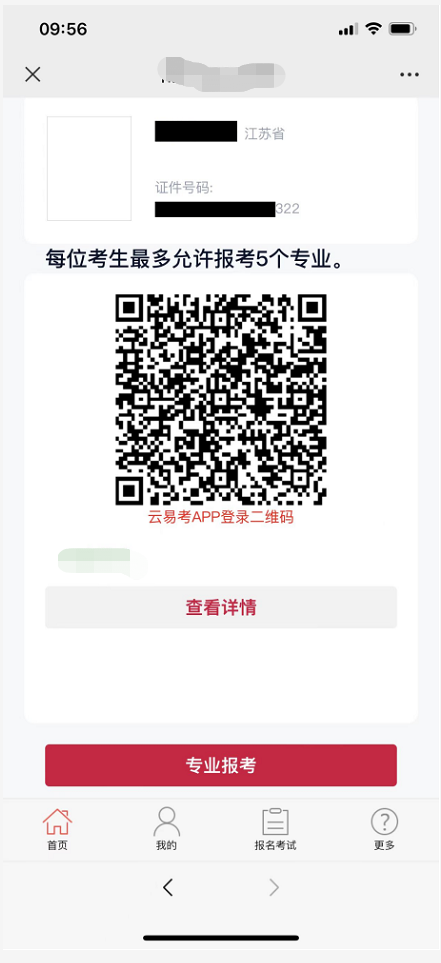 09:56
江苏省
证件号码:
322
每位考生最多允许报考5个专业。
云易考APP登录二维码
查看详情
专业报考
首页
我的
报名考试
更多